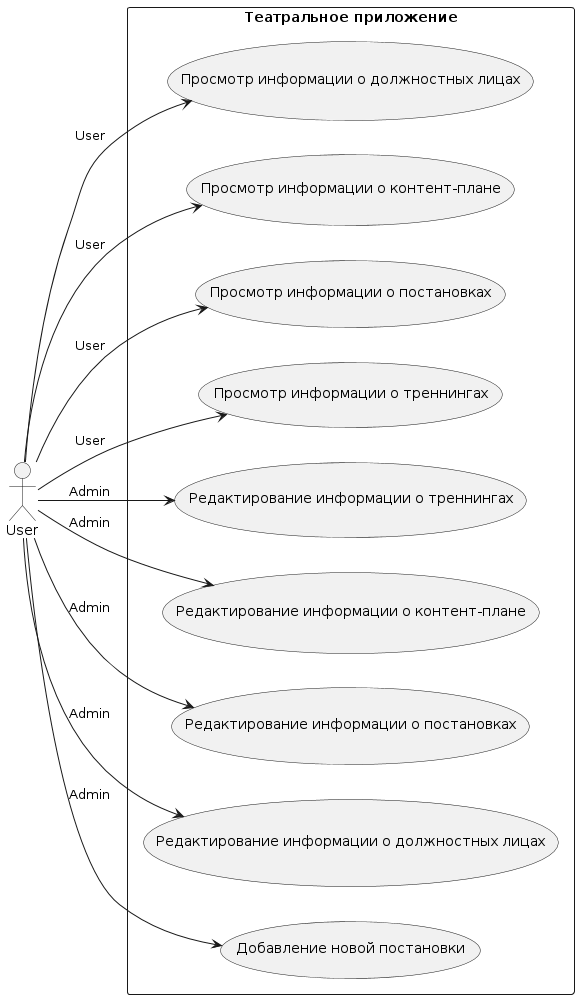 Театральное приложение
Просмотр информации о должностных лицах
User
Просмотр информации о контент-плане
User
Просмотр информации о постановках
User
Просмотр информации о треннингах
User
Admin
Редактирование информации о треннингах
Admin
User
Редактирование информации о контент-плане
Admin
Редактирование информации о постановках
Admin
Редактирование информации о должностных лицах
Admin
Добавление новой постановки